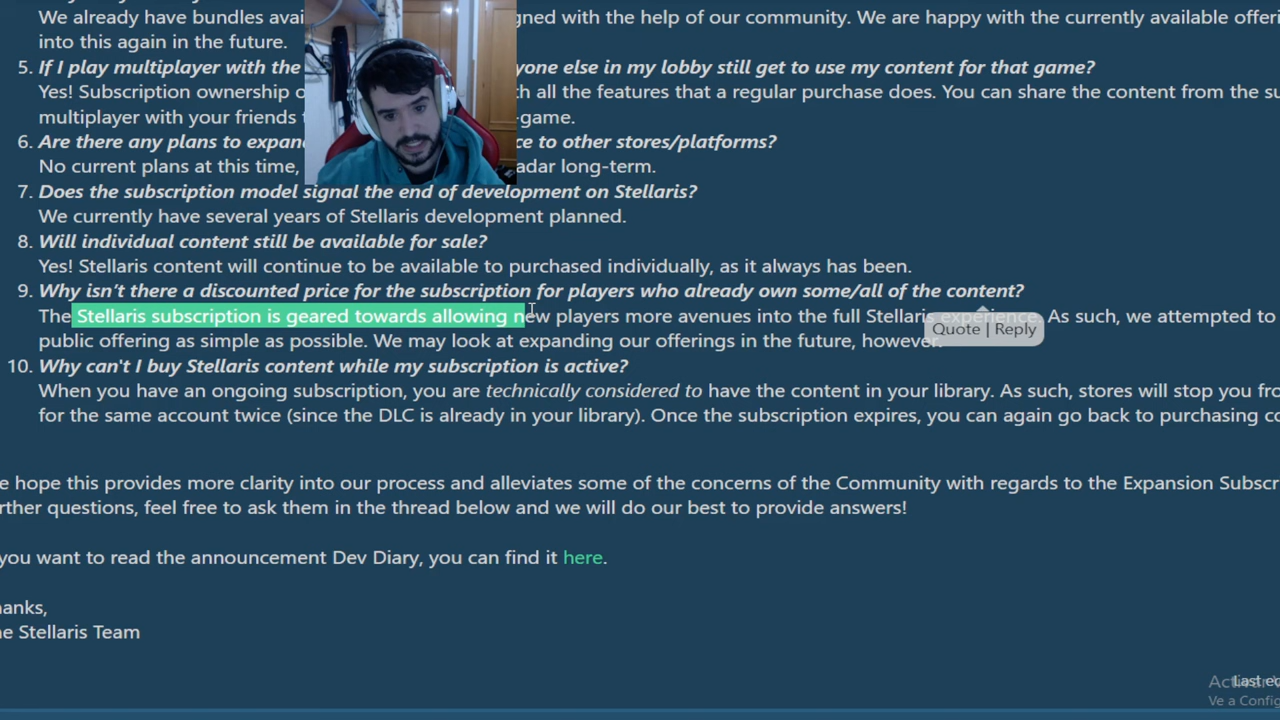 We already have bundles avai gned with the help of our community. We are happy with the currently available offeri
into this again in the future.
5. If I play multiplayer with the yone else in my lobby still get to use my content for that game?
Yes! Subscription ownership o h all the features that a regular purchase does. You can share the content from the su
multiplayer with your friends -game.
6. Are there any plans to expan ce to other stores/platforms?
No current plans at this time, adar long-term.
7. Does the subscription model signal the end of development on Stellaris?
We currently have several years of Stellaris development planned.
8. Will individual content still be available for sale?
Yes! Stellaris content will continue to be available to purchased individually, as it always has been.
9. Why isn't there a discounted price for the subscription for players who already own some/all of the content?
The Stellaris subscription is geared towards allowing new players more avenues into the full Stellaris experience. As such, we attempted to
public offering as simple as possible. We may look at expanding our offerings in the future, however.
Quote | Reply
10. Why can't I buy Stellaris content while my subscription is active?
When you have an ongoing subscription, you are technically considered to have the content in your library. As such, stores will stop you fro
for the same account twice (since the DLC is already in your library). Once the subscription expires, you can again go back to purchasing co
e hope this provides more clarity into our process and alleviates some of the concerns of the Community with regards to the Expansion Subscr
rther questions, feel free to ask them in the thread below and we will do our best to provide answers!
you want to read the announcement Dev Diary, you can find it here.
anks,
e Stellaris Team
Last ed
Ve a Config